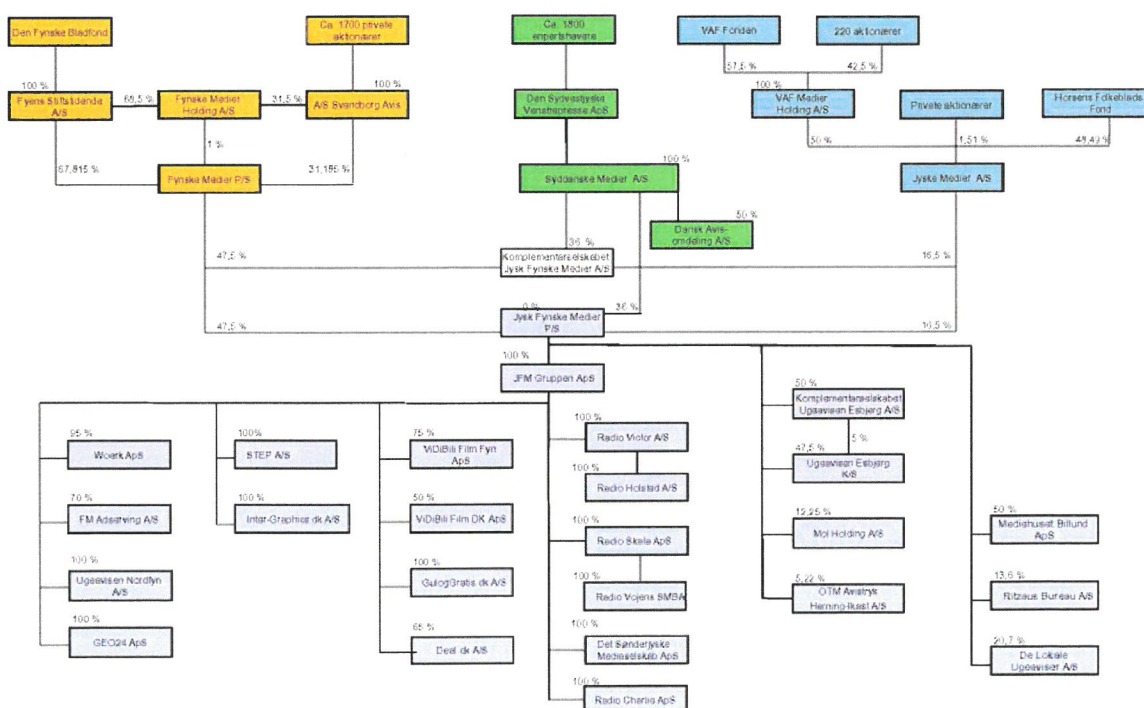 Den Fynske Bladfond
Ca. 1700 private
aktionærer
Ca. 1800
VAF Fonden
220 aktionærer
100 %
100 %
57,5 %
42,5 %
100 %
Fyens Stiftstidende
A/S
68,5 %
Fynske Medier
Holding A/S
31,5 %
A/S Svendborg Avis
Den Sydvestjyske
Venstrepresse ApS
VAF Medier
Holding A/S
Private aktionærer
Horsens Folkeblads
Fond
1 %
50 %
1,51 %
48,49 %
67,815 %
Fynske Medier P/S
31,185 %
100 %
Syddanske Medier A/S
Jyske Medier A/S
50 %
Dansk Avis-
omdeling A/S
36 %
47,5 %
Komplementarselskabet
Jysk Fynske Medier A/S
16,5 %
0 %
36 %
47,5 %
Jysk Fynske Medier
P/S
16,5 %
100 %
JFM Gruppen ApS
95 %
Woerk ApS
70 %
FM Adserving A/S
100 %
Ugeavisen Nordfyn
A/S
100 %
GEO24 ApS
100%
STEP A/S
100 %
Inter-Graphics dk A/S
75 %
ViDiBili Film Fyn
ApS
50 %
ViDiBili Film DK ApS
100 %
GulogGratis dk A/S
65 %
Deal dk A/S
100 %
Radio Victor A/S
100 %
Radio Holstad A/S
100 %
Radio Skala ApS
100 %
Radio Vojens SMBA
100 %
Det Sønderjyske
Medieselskab ApS
100 %
Radio Charlie ApS
50 %
Komplementarselskabet
Ugeavisen Esbjerg A/S
5 %
47,5 %
Ugeavisen Esbjerg
K/S
12,25 %
Mol Holding A/S
5,22 %
OTM Avistryk
Herning-Ikast A/S
50 %
Mediehuset Billund
ApS
13,6 %
Ritzaus Bureau A/S
20,7 %
De Lokale
Ugeaviser A/S